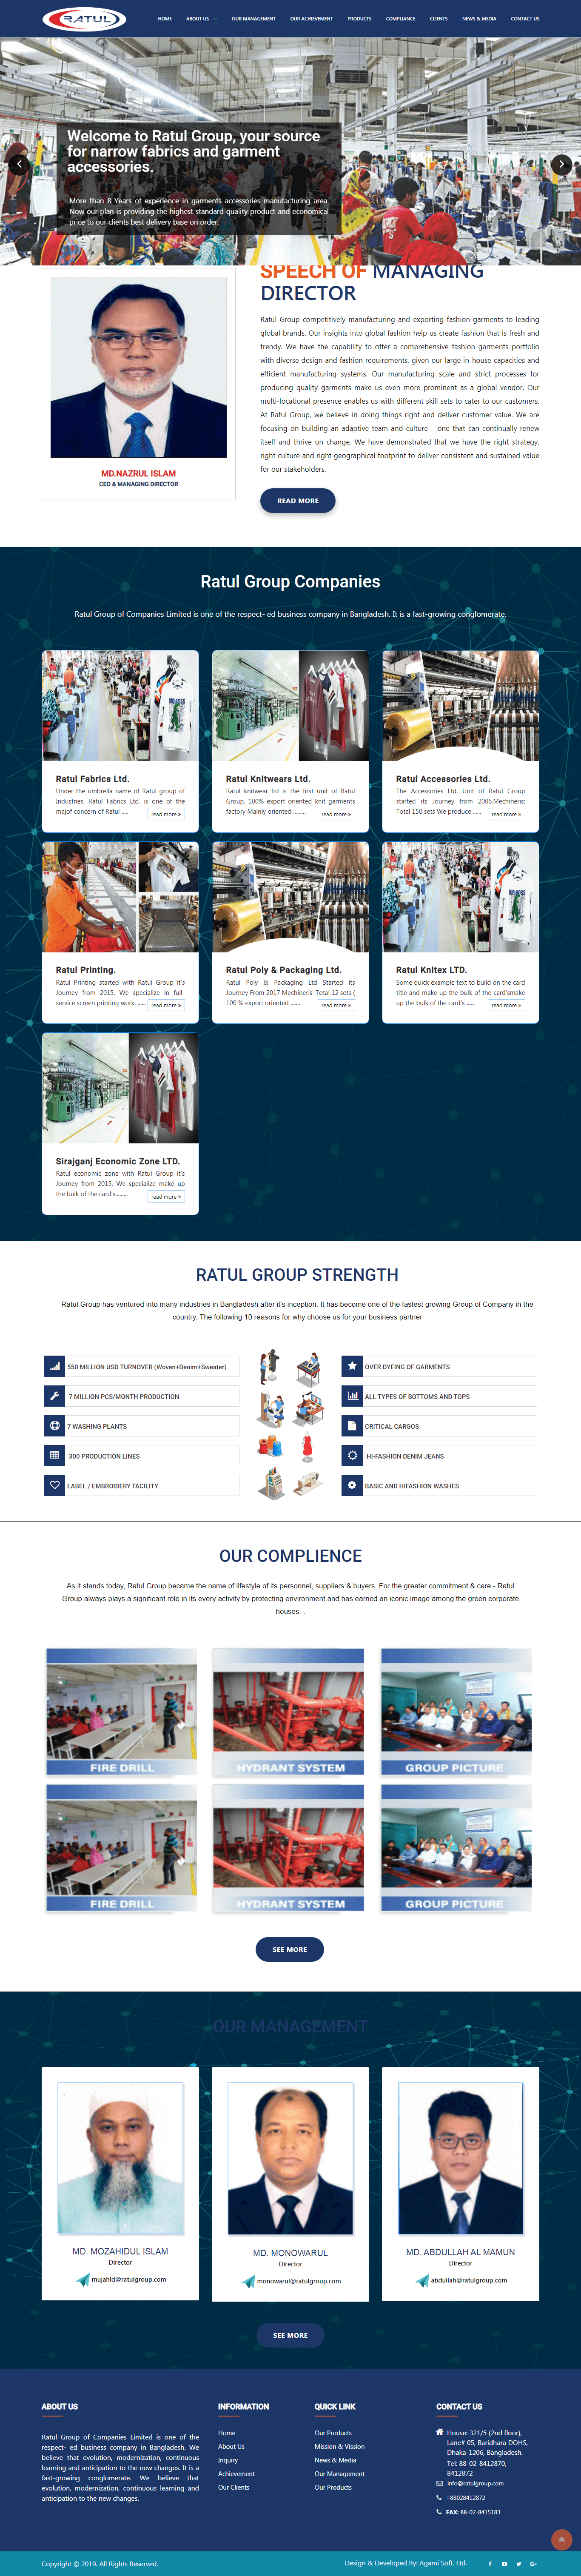 RATUL
HOME ABOUT US OUR MANAGEMENT OUR ACHIEVEMENT PRODUCTS COMPLIANCE CLIENTS NEWS & MEDIA CONTACT US
Welcome to Ratul Group, your source
for narrow fabrics and garment
accessories.
More than 8 Years of experience in garments accessories manufacturing area.
Now our plan is providing the highest standard quality product and economical
price to our clients best delivery base on order.
SPEECH OF MANAGING
DIRECTOR
Ratul Group competitively manufacturing and exporting fashion garments to leading
global brands. Our insights into global fashion help us create fashion that is fresh and
trendy. We have the capability to offer a comprehensive fashion garments portfolio
with diverse design and fashion requirements, given our large in-house capacities and
efficient manufacturing systems. Our manufacturing scale and strict processes for
producing quality garments make us even more prominent as a global vendor. Our
multi-locational presence enables us with different skill sets to cater to our customers.
At Ratul Group, we believe in doing things right and deliver customer value. We are
focusing on building an adaptive team and culture – one that can continually renew
itself and thrive on change. We have demonstrated that we have the right strategy,
right culture and right geographical footprint to deliver consistent and sustained value
for our stakeholders.
MD.NAZRUL ISLAM
CEO & MANAGING DIRECTOR
READ MORE
Ratul Group Companies
Ratul Group of Companies Limited is one of the respect- ed business company in Bangladesh. It is a fast-growing conglomerate.
Ratul Fabrics Ltd.
Under the umbrella name of Ratul group of
Industries, Ratul Fabrics Ltd. is one of the
majof concern of Ratul .....
read more »
Ratul Knitwears Ltd.
Ratul knitwear ltd is the first unit of Ratul
Group. 100% export oriented knit garments
factory Mainly oriented ..........
read more »
Ratul Accessories Ltd.
The Accessories Ltd, Unit of Ratul Group
started its Journey from 2006.Mechineris:
Total 150 sets We produce ......
read more »
Ratul Printing.
Ratul Printing started with Ratul Group it's
Journey from 2015. We specialize in full-
service screen printing work. ......
read more »
Ratul Poly & Packaging Ltd.
Ratul Poly & Packaging Ltd Started its
Journey From 2017 Mechineris :Total 12 sets (
100 % export oriented .......
read more »
Ratul Knitex LTD.
Some quick example text to build on the card
title and make up the bulk of the card'smake
up the bulk of the card's ......
read more »
Sirajganj Economic Zone LTD.
Ratul economic zone with Ratul Group it's
Journey from 2015. We specialize make up
the bulk of the card's.........
read more »
RATUL GROUP STRENGTH
Ratul Group has ventured into many industries in Bangladesh after it's inception. It has become one of the fastest growing Group of Company in the
country. The following 10 reasons for why choose us for your business partner
550 MILLION USD TURNOVER (Woven+Denim+Sweater)
7 MILLION PCS/MONTH PRODUCTION
7 WASHING PLANTS
300 PRODUCTION LINES
LABEL / EMBROIDERY FACILITY
OVER DYEING OF GARMENTS
ALL TYPES OF BOTTOMS AND TOPS
CRITICAL CARGOS
HI-FASHION DENIM JEANS
BASIC AND HIFASHION WASHES
OUR COMPLIENCE
As it stands today, Ratul Group became the name of lifestyle of its personnel, suppliers & buyers. For the greater commitment & care - Ratul
Group always plays a significant role in its every activity by protecting environment and has earned an iconic image among the green corporate
houses. .
FIRE DRILL HYDRANT SYSTEM GROUP PICTURE
FIRE DRILL HYDRANT SYSTEM GROUP PICTURE
SEE MORE
OUR MANAGEMENT
MD. MOZAHIDUL ISLAM
Director
mujahid@ratulgroup.com
MD. MONOWARUL
Director
monowarul@ratulgroup.com
MD. ABDULLAH AL MAMUN
Director
abdullah@ratulgroup.com
SEE MORE
ABOUT US
Ratul Group of Companies Limited is one of the
respect- ed business company in Bangladesh. We
believe that evolution, modernization, continuous
learning and anticipation to the new changes. It is a
fast-growing conglomerate. We believe that
evolution, modernization, continuous learning and
anticipation to the new changes.
INFORMATION
Home
About Us
Inquiry
Achievement
Our Clients
QUICK LINK
Our Products
Mission & Vission
News & Media
Our Management
Our Products
CONTACT US
House: 321/5 (2nd floor),
Lane# 05, Baridhara DOHS,
Dhaka-1206, Bangladesh.
Tel: 88-02-8412870,
8412872
info@ratulgroup.com
+88028412872
FAX: 88-02-8415183
Copyright © 2019. All Rights Reserved.
Design & Developed By: Agami Soft. Ltd.